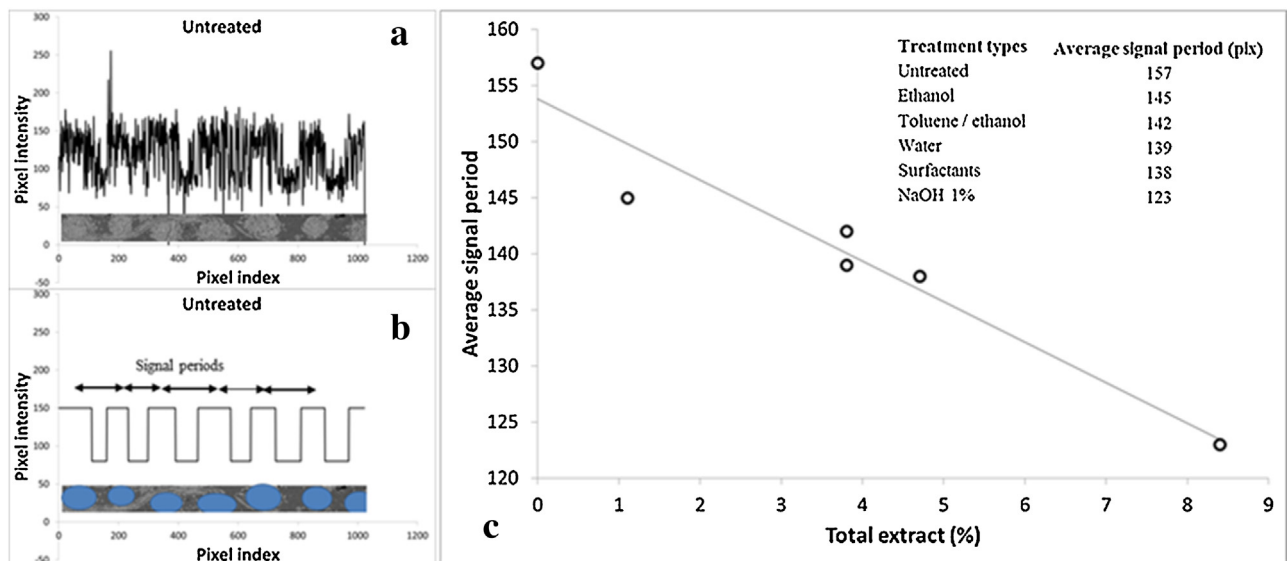 Untreated
a
300
250
200
150
100
50
0
-50
0 200 400 600 800 1000 1200
Pixel intensity
Pixel index
Untreated
b
300
250
200
150
100
50
0
-50
Signal periods
0 200 400 600 800 1000 1200
Pixel intensity
Pixel index
160
155
150
145
140
135
130
125
120
0 1 2 3 4 5 6 7 8 9
Average signal period
Total extract (%)
c
Treatment types Average signal period (pix)
Untreated 157
Ethanol 145
Toluene / ethanol 142
Water 139
Surfactants 138
NaOH 1% 123